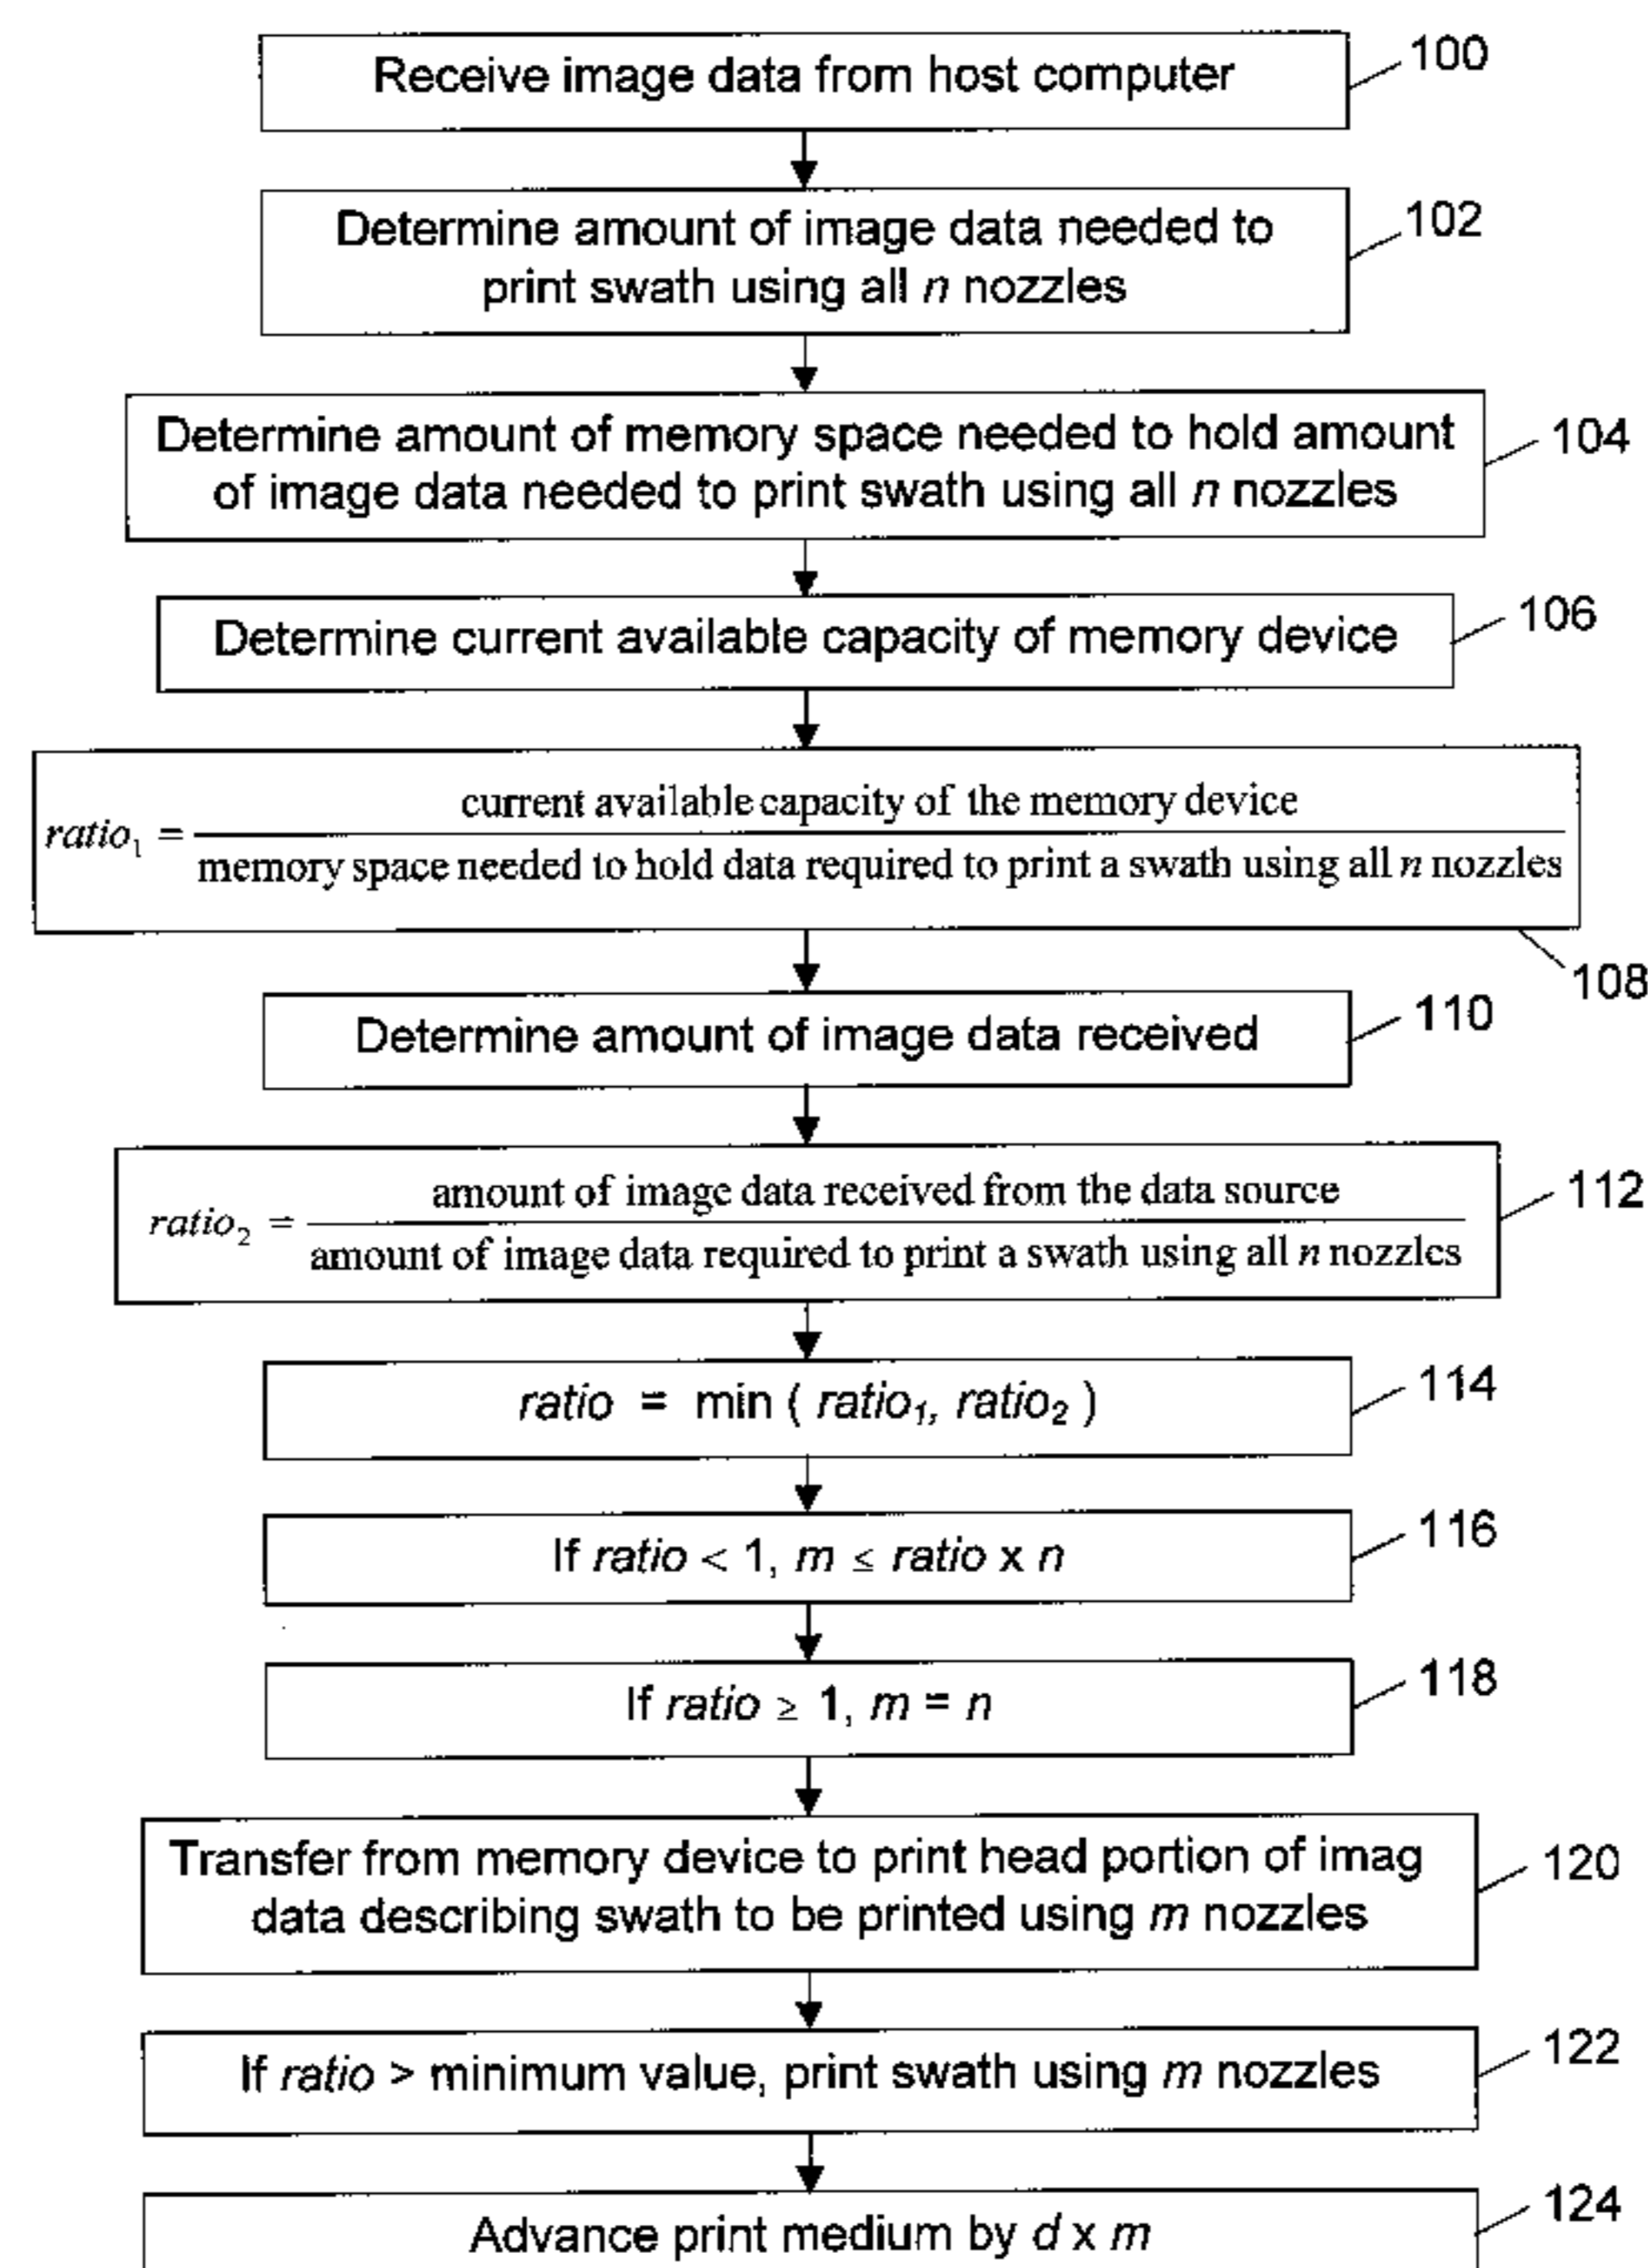 Receive image data from host computer
100
Determine amount of image data needed to
print swath using all n nozzles
102
Determine amount of memory space needed to hold amount
of image data needed to print swath using all n nozzles
104
Determine current available capacity of memory device
106
ratio₁ = current available capacity of the memory device
memory space needed to hold data required to print a swath using all n nozzles
108
Determine amount of image data received
110
ratio₂ = amount of image data received from the data source
amount of image data required to print a swath using all n nozzles
112
ratio = min ( ratio₁, ratio₂ )
114
If ratio < 1, m ≤ ratio x n
116
If ratio ≥ 1, m = n
118
Transfer from memory device to print head portion of imag
data describing swath to be printed using m nozzles
120
If ratio > minimum value, print swath using m nozzles
122
Advance print medium by d x m
124